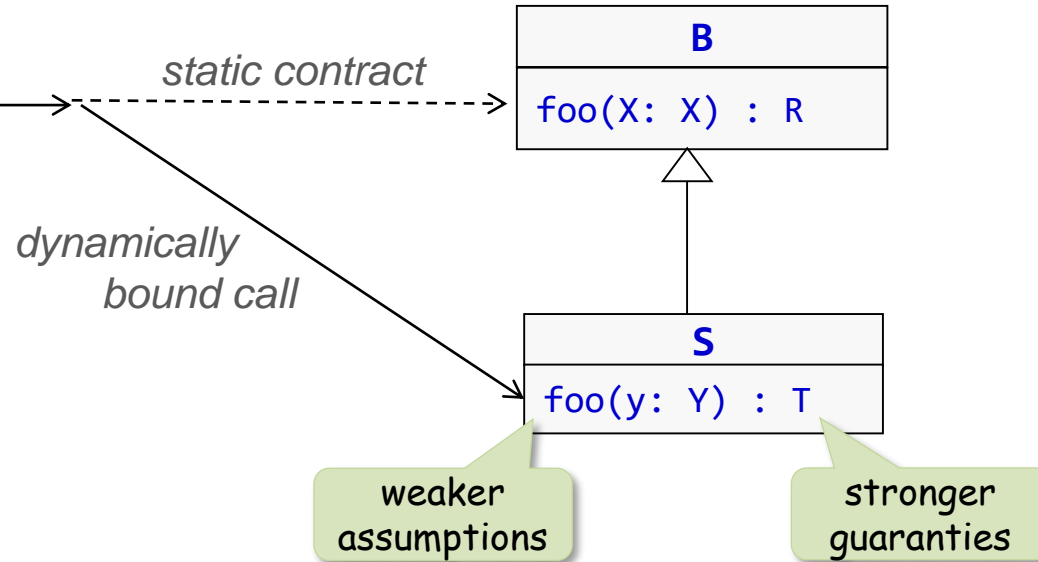 B
static contract
foo(X: X) : R
dynamically
bound call
S
foo(y: Y) : T
weaker
assumptions
stronger
guaranties